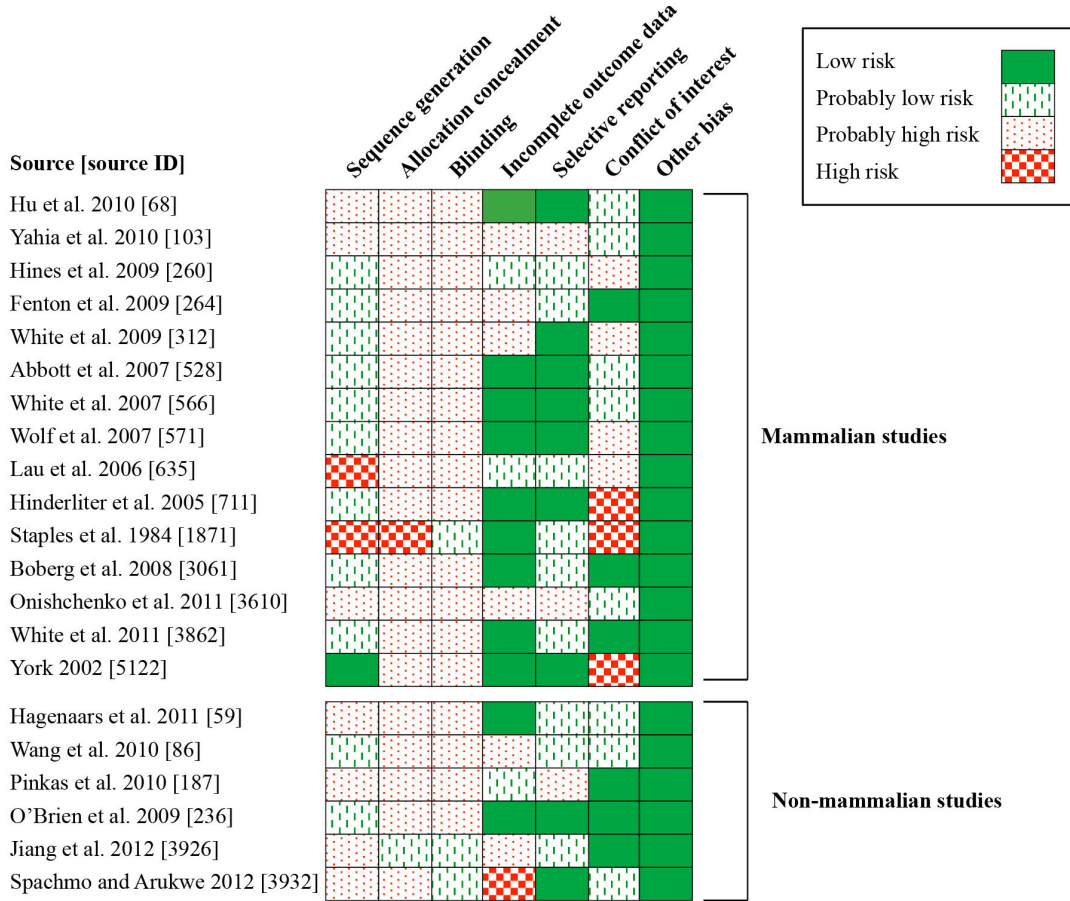 Sequence generation
Allocation concealment
Blinding
Incomplete outcome data
Selective reporting
Conflict of interest
Other bias
Low risk
Probably low risk
Probably high risk
High risk
Source [source ID]
Hu et al. 2010 [68]
Yahia et al. 2010 [103]
Hines et al. 2009 [260]
Fenton et al. 2009 [264]
White et al. 2009 [312]
Abbott et al. 2007 [528]
White et al. 2007 [566]
Wolf et al. 2007 [571]
Lau et al. 2006 [635]
Hinderliter et al. 2005 [711]
Staples et al. 1984 [1871]
Boberg et al. 2008 [3061]
Onishchenko et al. 2011 [3610]
White et al. 2011 [3862]
York 2002 [5122]
Mammalian studies
Hagenaars et al. 2011 [59]
Wang et al. 2010 [86]
Pinkas et al. 2010 [187]
O’Brien et al. 2009 [236]
Jiang et al. 2012 [3926]
Spachmo and Arukwe 2012 [3932]
Non-mammalian studies